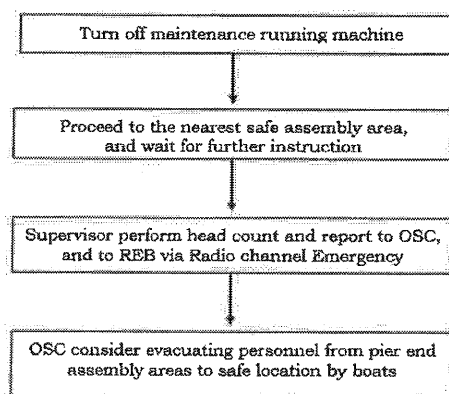 Turn off maintenance running machine
Proceed to the nearest safe assembly area,
and wait for further instruction
Supervisor perform head count and report to OSC,
and to REB via Radio channel Emergency
OSC consider evacuating personnel from pier end
assembly areas to safe location by boats